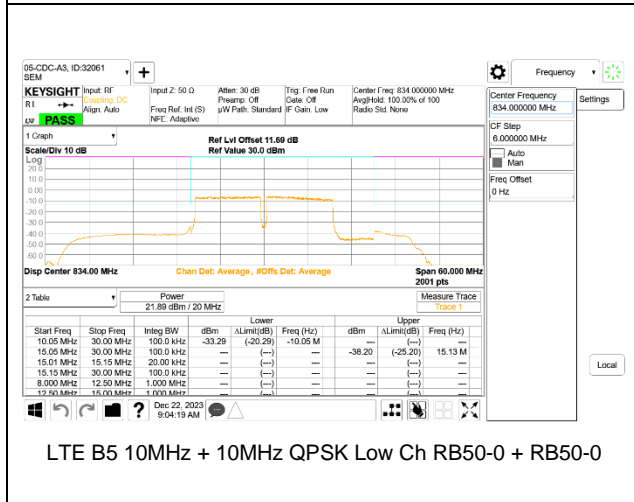 05-CDC-A3, ID:32061
SEM
KEYSIGHT Input: RF Input Z: 50 Ω Atten: 30 dB Trig: Free Run Center Freq: 834.000000 MHz
Coupling: DC Preamp: Off Gate: Off Avg|Hold: 100.00% of 100
Align: Auto Freq Ref: Int (S) µW Path: Standard IF Gain: Low Radio Std: None
NFE: Adaptive
PASS
1 Graph
Scale/Div 10 dB
Ref Lvl Offset 11.69 dB
Ref Value 30.0 dBm
Log
20.0
10.0
0.00
-10.0
-20.0
-30.0
-40.0
-50.0
-60.0
Disp Center 834.00 MHz
Chan Det: Average , #Offs Det: Average
Span 60.000 MHz
2001 pts
2 Table
Power
21.89 dBm / 20 MHz
Measure Trace
Trace 1
Lower Upper
Start Freq Stop Freq Integ BW dBm ΔLimit(dB) Freq (Hz) dBm ΔLimit(dB) Freq (Hz)
10.05 MHz 30.00 MHz 100.0 kHz -33.29 (-20.29) -10.05 M --- (---) ---
15.05 MHz 30.00 MHz 100.0 kHz --- (---) --- -38.20 (-25.20) 15.13 M
15.01 MHz 15.15 MHz 20.00 kHz --- (---) --- --- (---) ---
15.15 MHz 30.00 MHz 100.0 kHz --- (---) --- --- (---) ---
8.000 MHz 12.50 MHz 1.000 MHz --- (---) --- --- (---) ---
12.50 MHz 15.00 MHz 1.000 MHz --- (---) --- --- (---) ---
Dec 22, 2023
9:04:19 AM
Frequency
Center Frequency
834.000000 MHz
Settings
CF Step
6.000000 MHz
Auto
Man
Freq Offset
0 Hz
Local
LTE B5 10MHz + 10MHz QPSK Low Ch RB50-0 + RB50-0